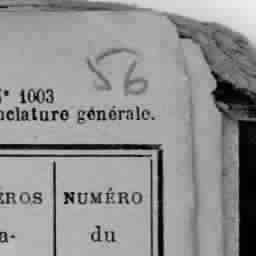 56
N° 1003
nclature générale.
ÉROS NUMÉRO
a- du